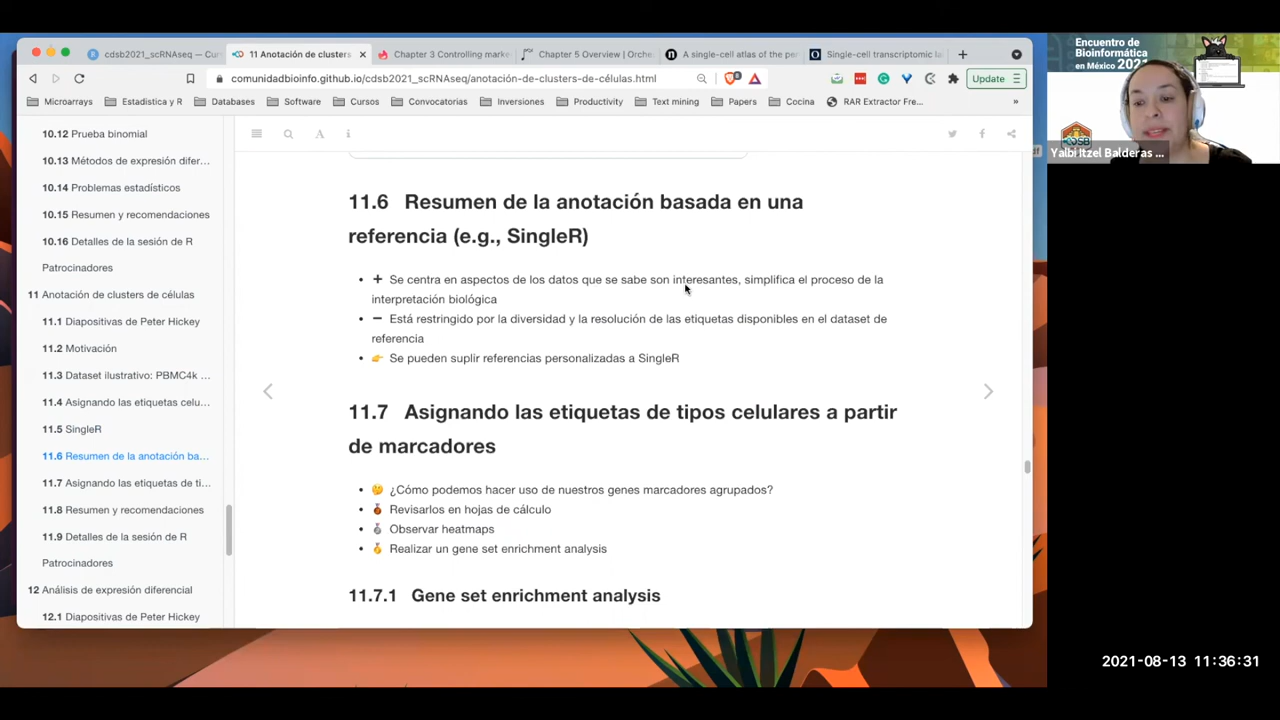 cdsb2021_scRNAseq — Cu
11 Anotación de clusters
Chapter 3 Controlling marke
Chapter 5 Overview | Orche
A single-cell atlas of the pe
Single-cell transcriptomic la
comunidadbioinfo.github.io/cdsb2021_scRNAseq/anotación-de-clusters-de-células.html
Update
Microarrays
Estadistica y R
Databases
Software
Cursos
Convocatorias
Inversiones
Productivity
Text mining
Papers
Cocina
RAR Extractor Fre...
»
10.12 Prueba binomial
10.13 Métodos de expresión difer...
10.14 Problemas estadísticos
10.15 Resumen y recomendaciones
10.16 Detalles de la sesión de R
Patrocinadores
11 Anotación de clusters de células
11.1 Diapositivas de Peter Hickey
11.2 Motivación
11.3 Dataset ilustrativo: PBMC4k ...
11.4 Asignando las etiquetas celu...
11.5 SingleR
11.6 Resumen de la anotación ba...
11.7 Asignando las etiquetas de ti...
11.8 Resumen y recomendaciones
11.9 Detalles de la sesión de R
Patrocinadores
12 Análisis de expresión diferencial
12.1 Diapositivas de Peter Hickey
11.6 Resumen de la anotación basada en una
referencia (e.g., SingleR)
• ➕ Se centra en aspectos de los datos que se sabe son interesantes, simplifica el proceso de la
interpretación biológica
• ➖ Está restringido por la diversidad y la resolución de las etiquetas disponibles en el dataset de
referencia
• 👉 Se pueden suplir referencias personalizadas a SingleR
11.7 Asignando las etiquetas de tipos celulares a partir
de marcadores
• 🤔 ¿Cómo podemos hacer uso de nuestros genes marcadores agrupados?
• 🥉 Revisarlos en hojas de cálculo
• 🥈 Observar heatmaps
• 🥇 Realizar un gene set enrichment analysis
11.7.1 Gene set enrichment analysis
Encuentro de
Bioinformática
en México 2021
Yalbi Itzel Balderas ...
2021-08-13 11:36:31